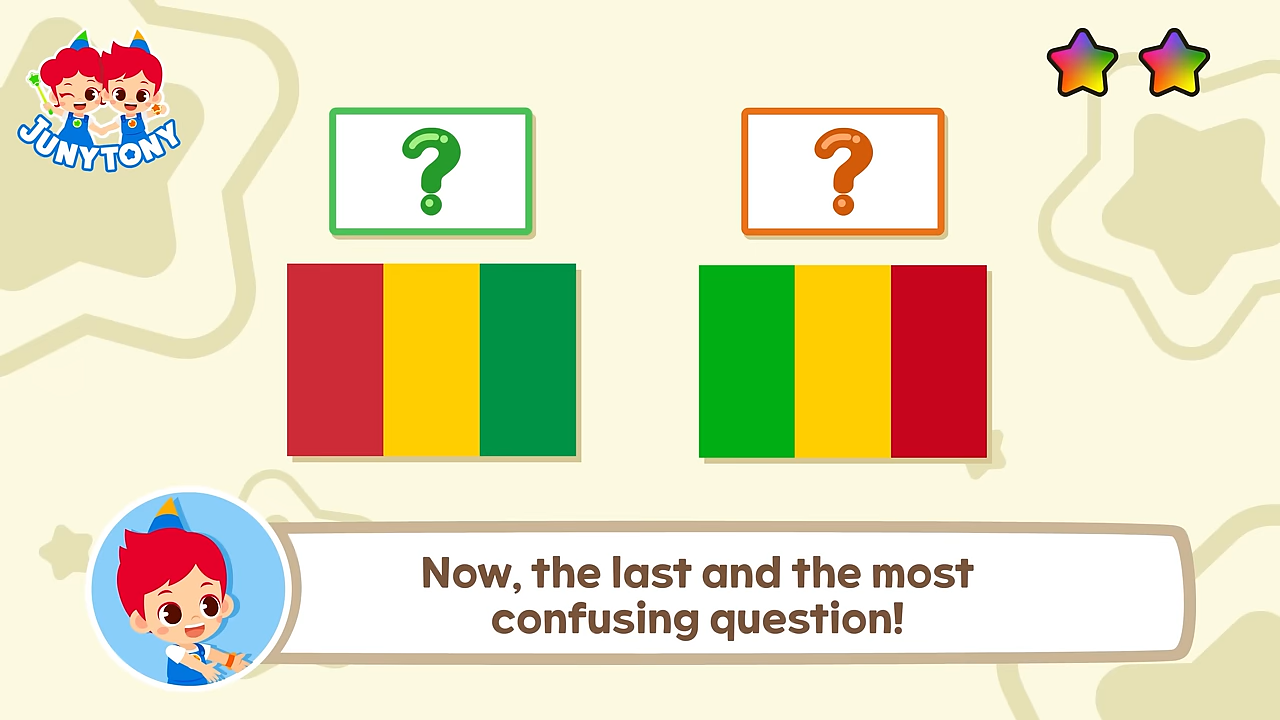 JUNYTONY
?
?
Now, the last and the most
confusing question!